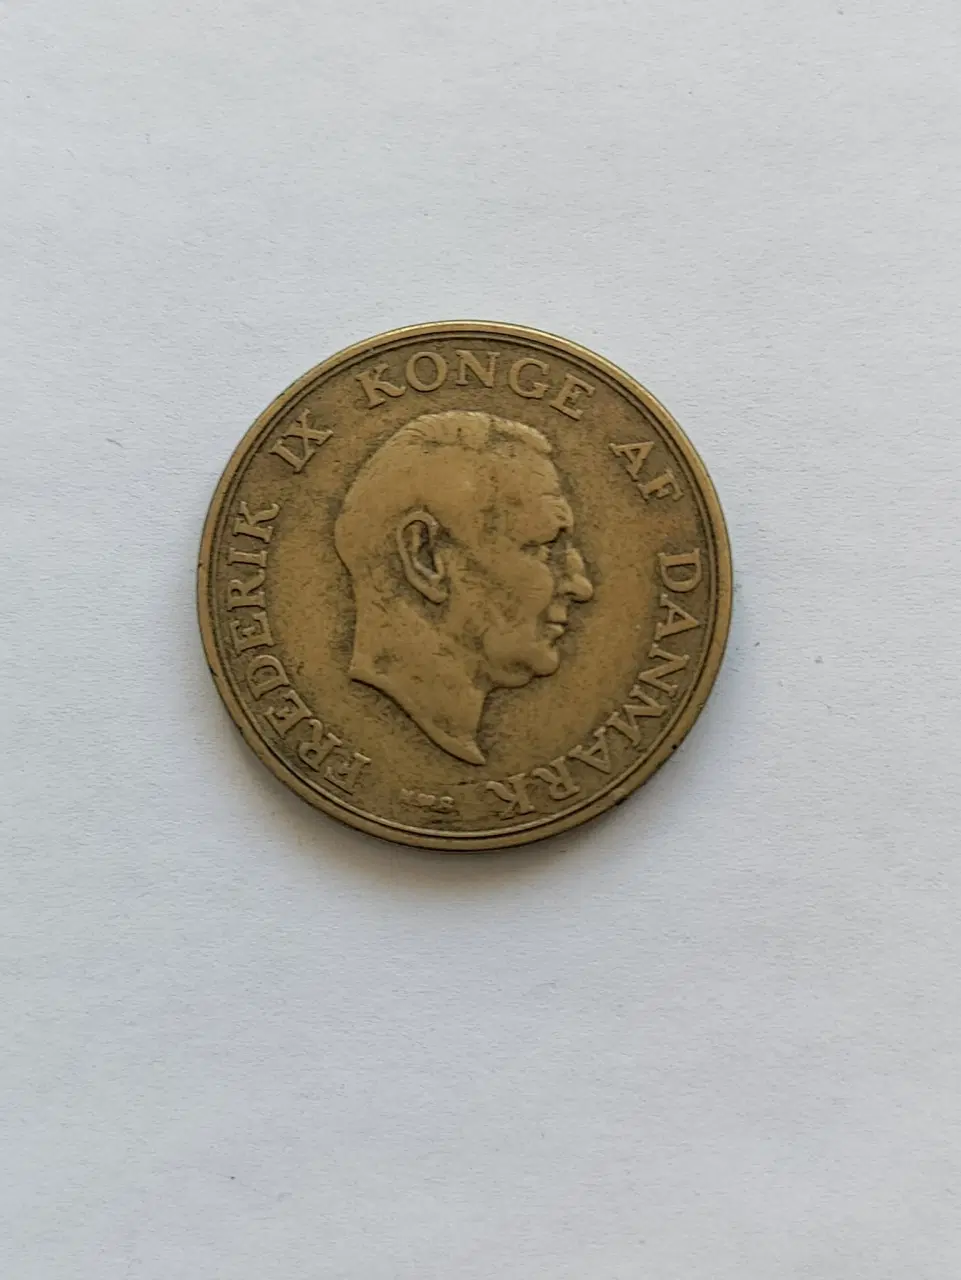 FREDERIK IX KONGE AF DANMARK